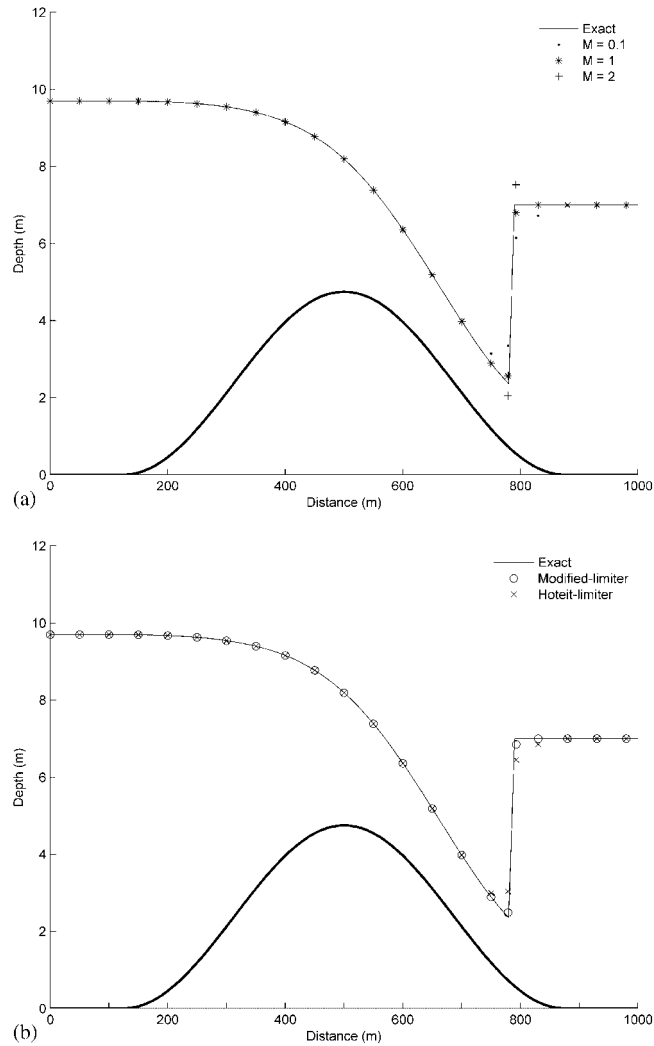 12
10
8
6
4
2
0
Depth (m)
Exact
M = 0.1
M = 1
M = 2
0 200 400 600 800 1000
Distance (m)
(a)
12
10
8
6
4
2
0
Depth (m)
Exact
Modified-limiter
Hoteit-limiter
0 200 400 600 800 1000
Distance (m)
(b)